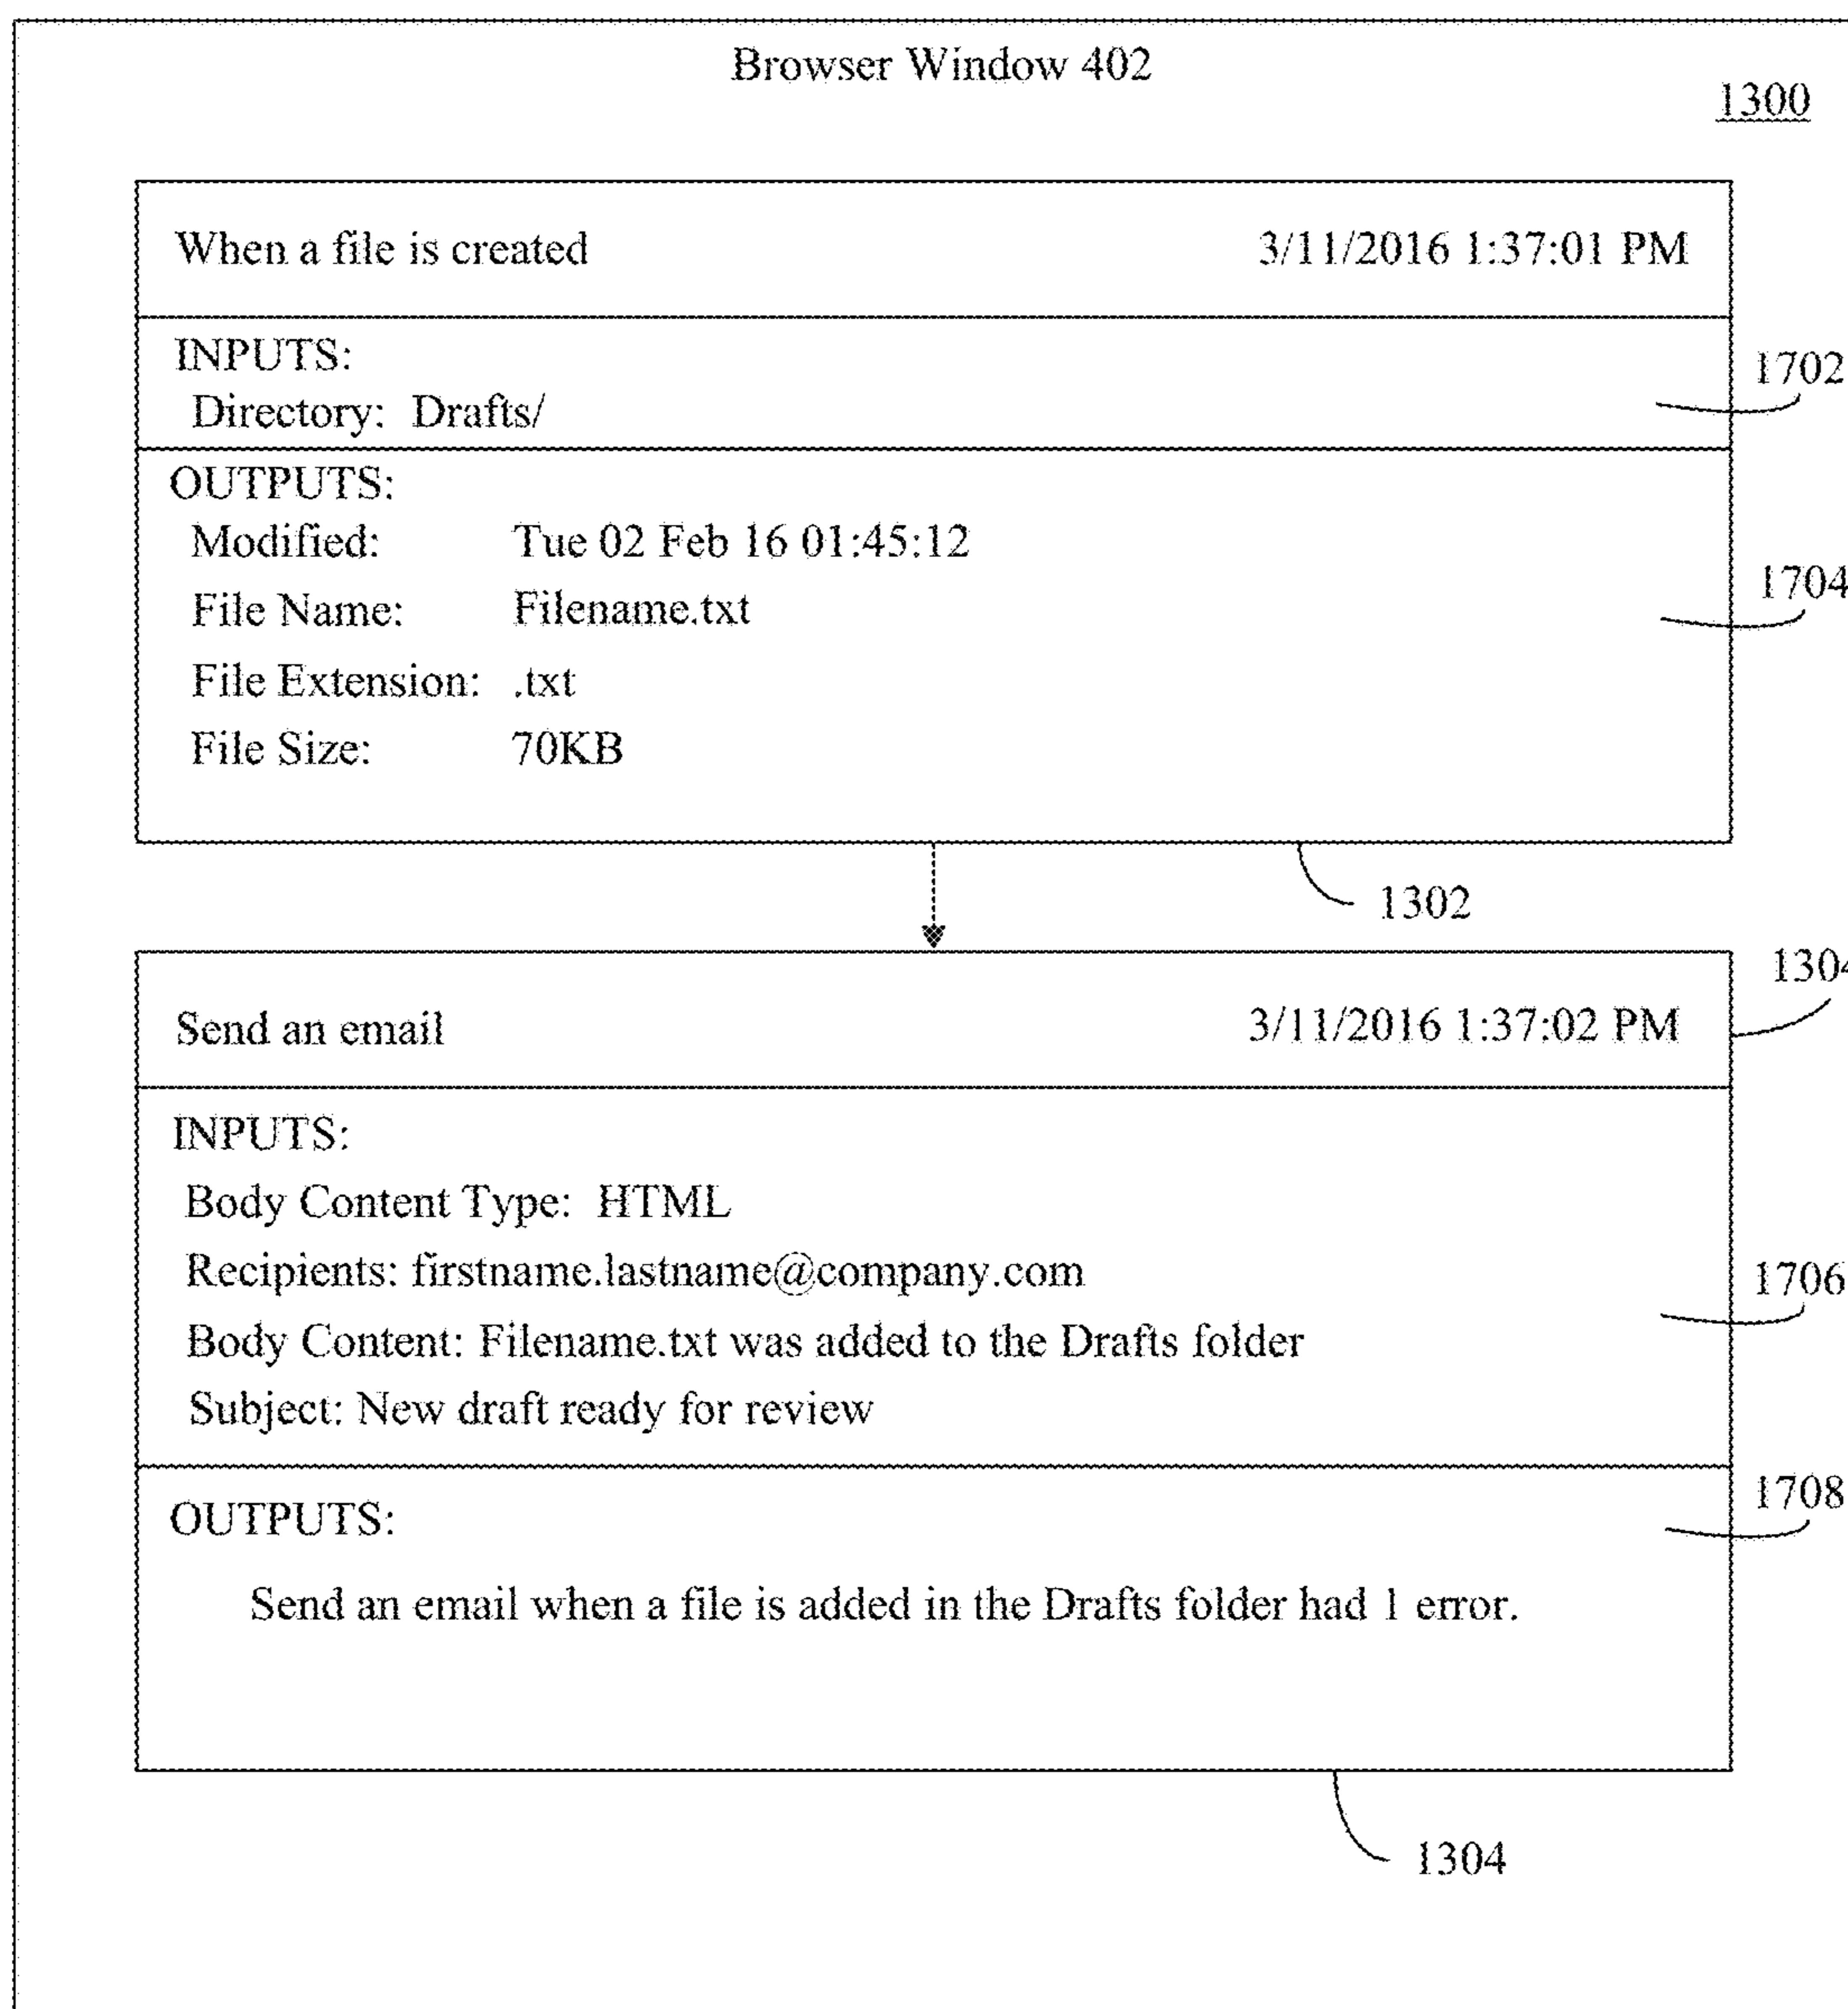 Browser Window 402
1300
When a file is created 3/11/2016 1:37:01 PM
INPUTS:
Directory: Drafts/
1702
OUTPUTS:
Modified: Tue 02 Feb 16 01:45:12
File Name: Filename.txt
1704
File Extension: .txt
File Size: 70KB
1302
1304
Send an email 3/11/2016 1:37:02 PM
INPUTS:
Body Content Type: HTML
Recipients: firstname.lastname@company.com
1706
Body Content: Filename.txt was added to the Drafts folder
Subject: New draft ready for review
1708
OUTPUTS:
Send an email when a file is added in the Drafts folder had 1 error.
1304